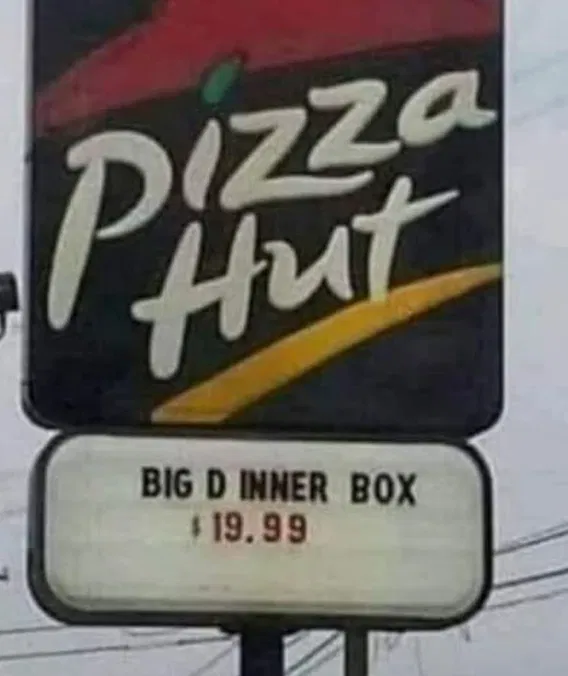 Pizza
Hut
BIG D INNER BOX
$19.99